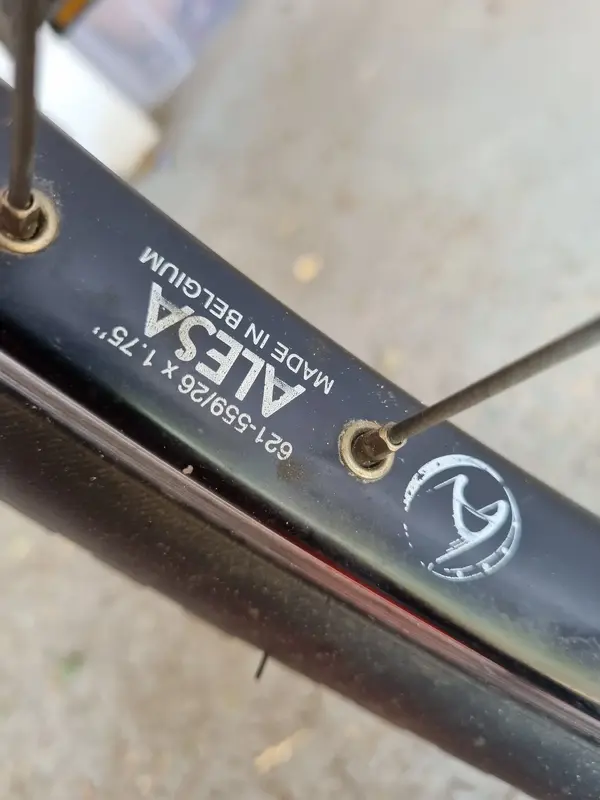 MADE IN BELGIUM
ALESA
621-559/26 x 1.75”